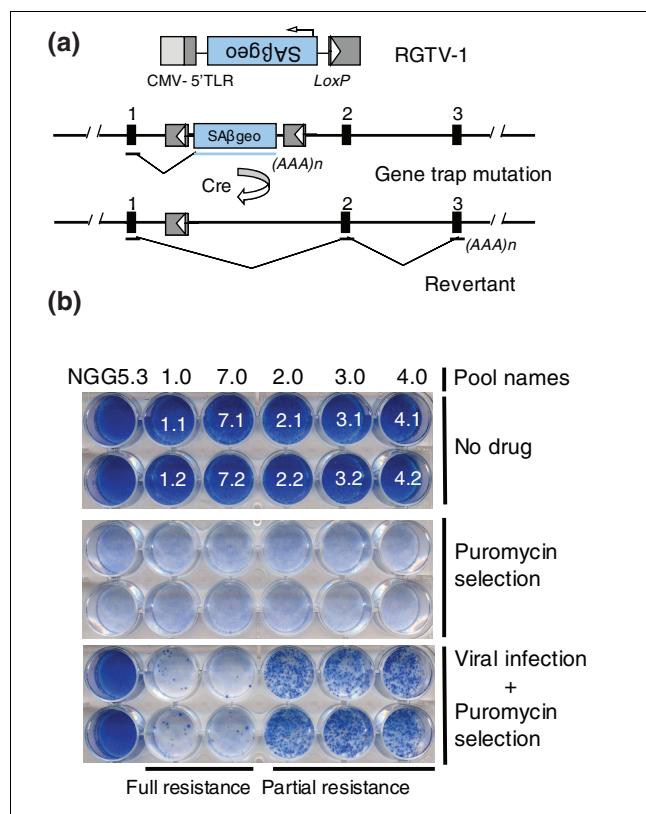 (a)
SAβgeo
RGTV-1
CMV- 5'TLR
LoxP
1
2
3
SAβgeo
(AAA)n
Gene trap mutation
Cre
1
2
3
(AAA)n
Revertant
(b)
NGG5.3 1.0 7.0 2.0 3.0 4.0 Pool names
1.1 7.1 2.1 3.1 4.1
No drug
1.2 7.2 2.2 3.2 4.2
Puromycin
selection
Viral infection
+
Puromycin
selection
Full resistance Partial resistance